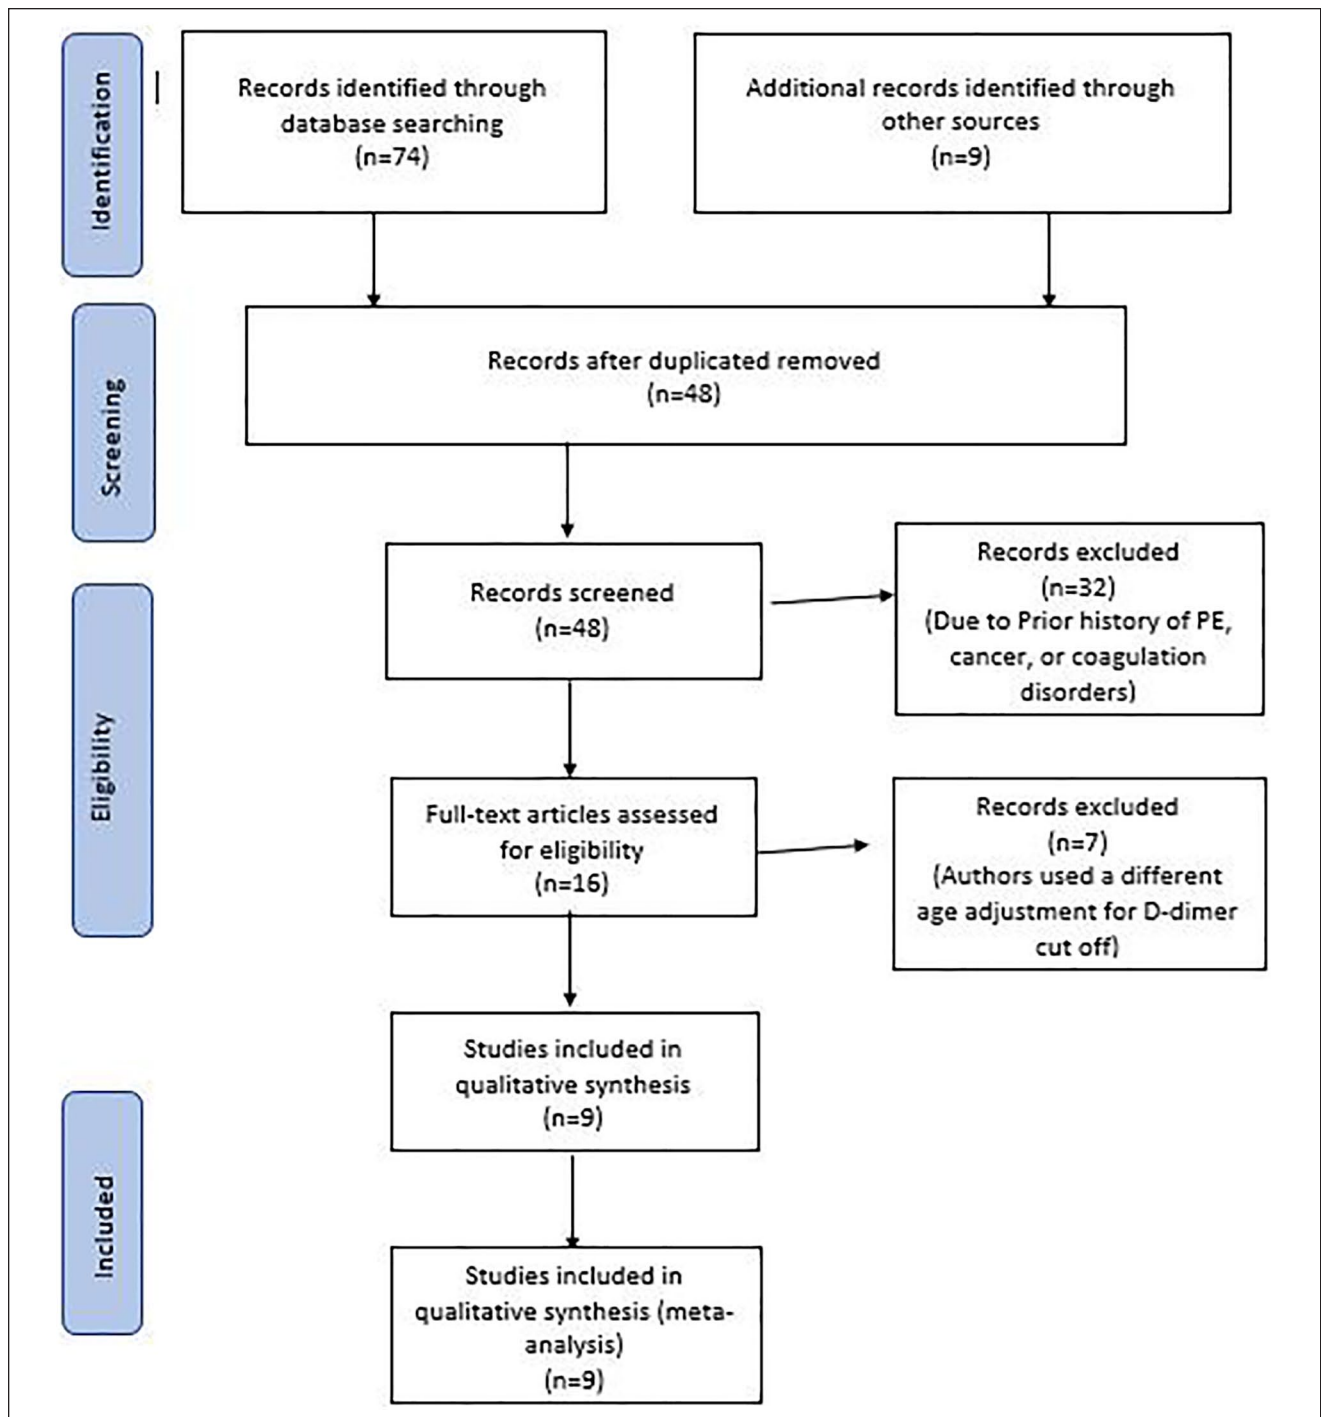 Identification
Records identified through
database searching
(n=74)
Additional records identified through
other sources
(n=9)
Screening
Records after duplicated removed
(n=48)
Records screened
(n=48)
Records excluded
(n=32)
(Due to Prior history of PE,
cancer, or coagulation
disorders)
Eligibility
Full-text articles assessed
for eligibility
(n=16)
Records excluded
(n=7)
(Authors used a different
age adjustment for D-dimer
cut off)
Studies included in
qualitative synthesis
(n=9)
Included
Studies included in
qualitative synthesis (meta-
analysis)
(n=9)